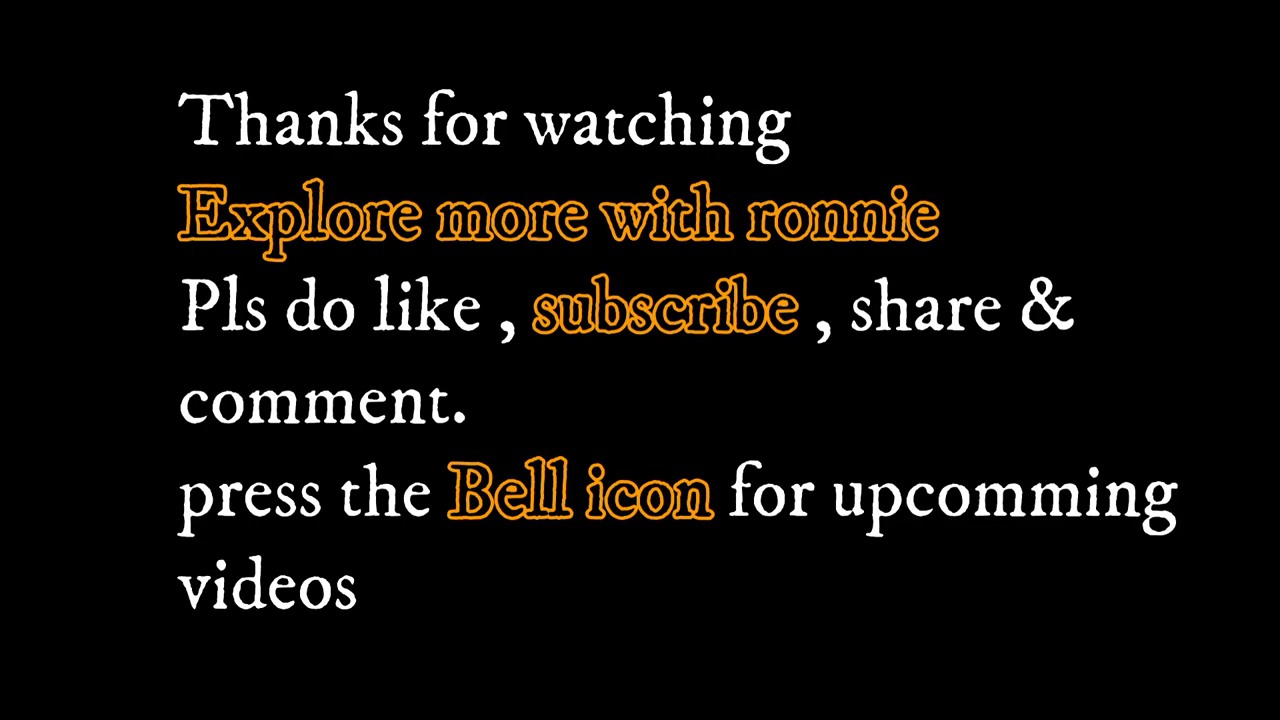 Thanks for watching
Explore more with ronnie
Pls do like , subscribe , share &
comment.
press the Bell icon for upcomming
videos